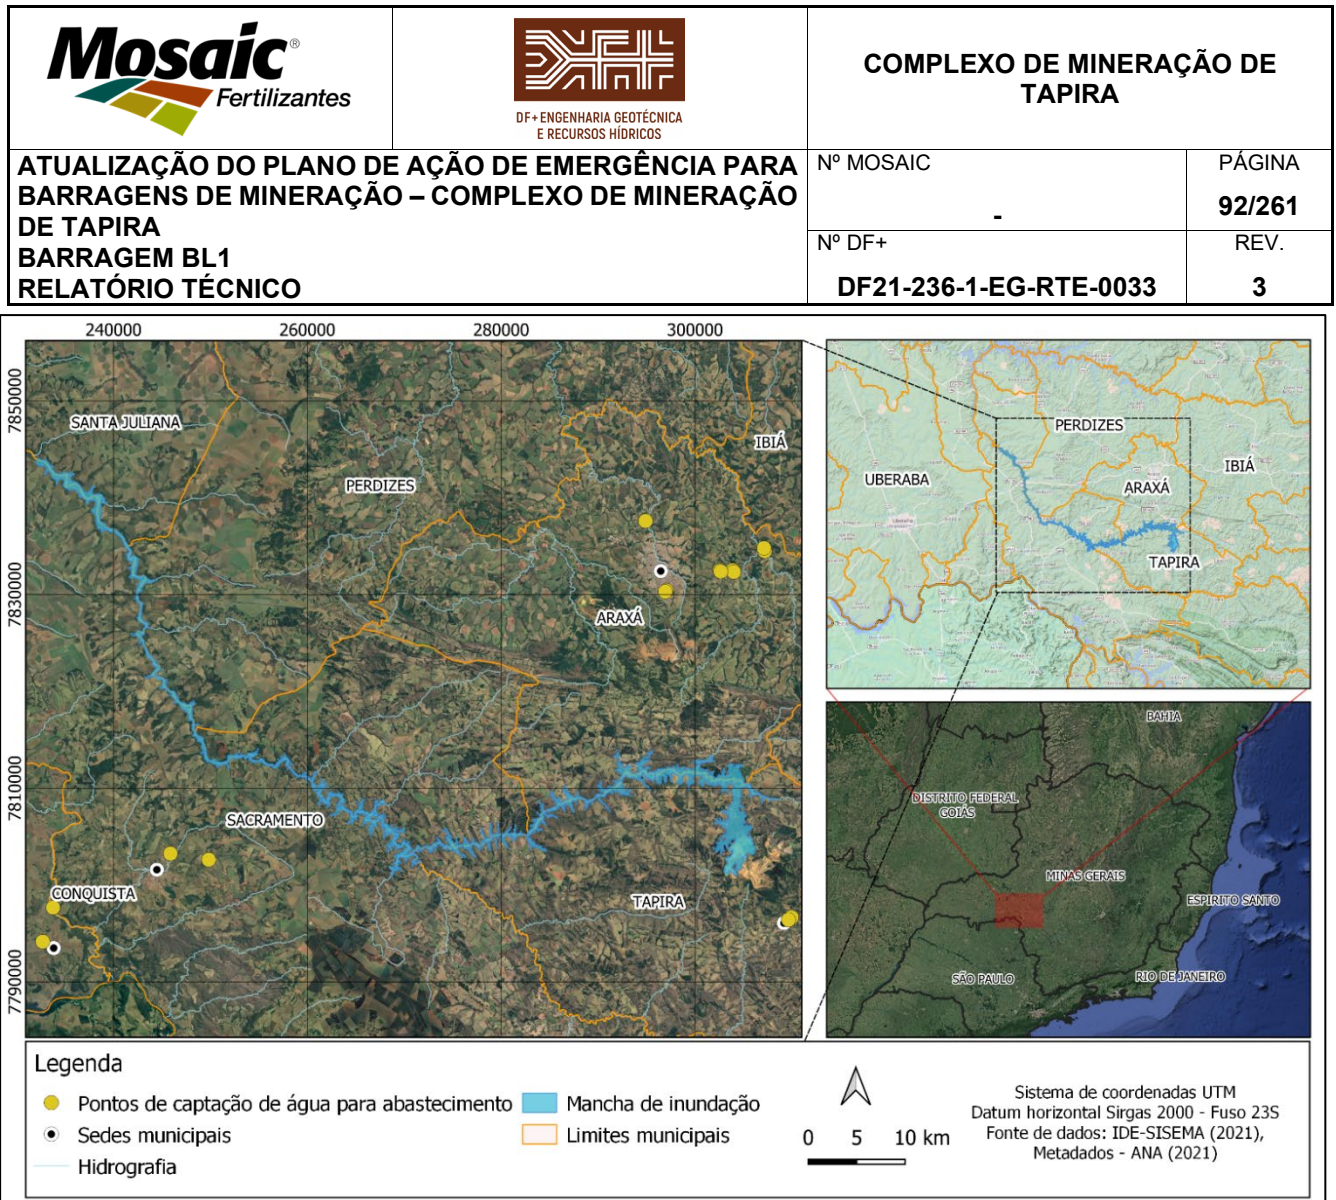 Mosaic®
Fertilizantes
DF+ENGENHARIA GEOTÉCNICA
E RECURSOS HÍDRICOS
COMPLEXO DE MINERAÇÃO DE
TAPIRA
ATUALIZAÇÃO DO PLANO DE AÇÃO DE EMERGÊNCIA PARA
BARRAGENS DE MINERAÇÃO – COMPLEXO DE MINERAÇÃO
DE TAPIRA
BARRAGEM BL1
RELATÓRIO TÉCNICO
Nº MOSAIC
-
PÁGINA
92/261
Nº DF+
DF21-236-1-EG-RTE-0033
REV.
3
240000 260000 280000 300000
7850000
7830000
7810000
7790000
SANTA JULIANA
PERDIZES
IBIÁ
ARAXÁ
SACRAMENTO
CONQUISTA
TAPIRA
PERDIZES
UBERABA
ARAXÁ
IBIÁ
TAPIRA
BAHIA
DISTRITO FEDERAL
GOIÁS
MINAS GERAIS
ESPIRITO SANTO
SÃO PAULO
RIO DE JANEIRO
Legenda
Pontos de captação de água para abastecimento
Sedes municipais
Hidrografia
Mancha de inundação
Limites municipais
0 5 10 km
Sistema de coordenadas UTM
Datum horizontal Sirgas 2000 - Fuso 23S
Fonte de dados: IDE-SISEMA (2021),
Metadados - ANA (2021)